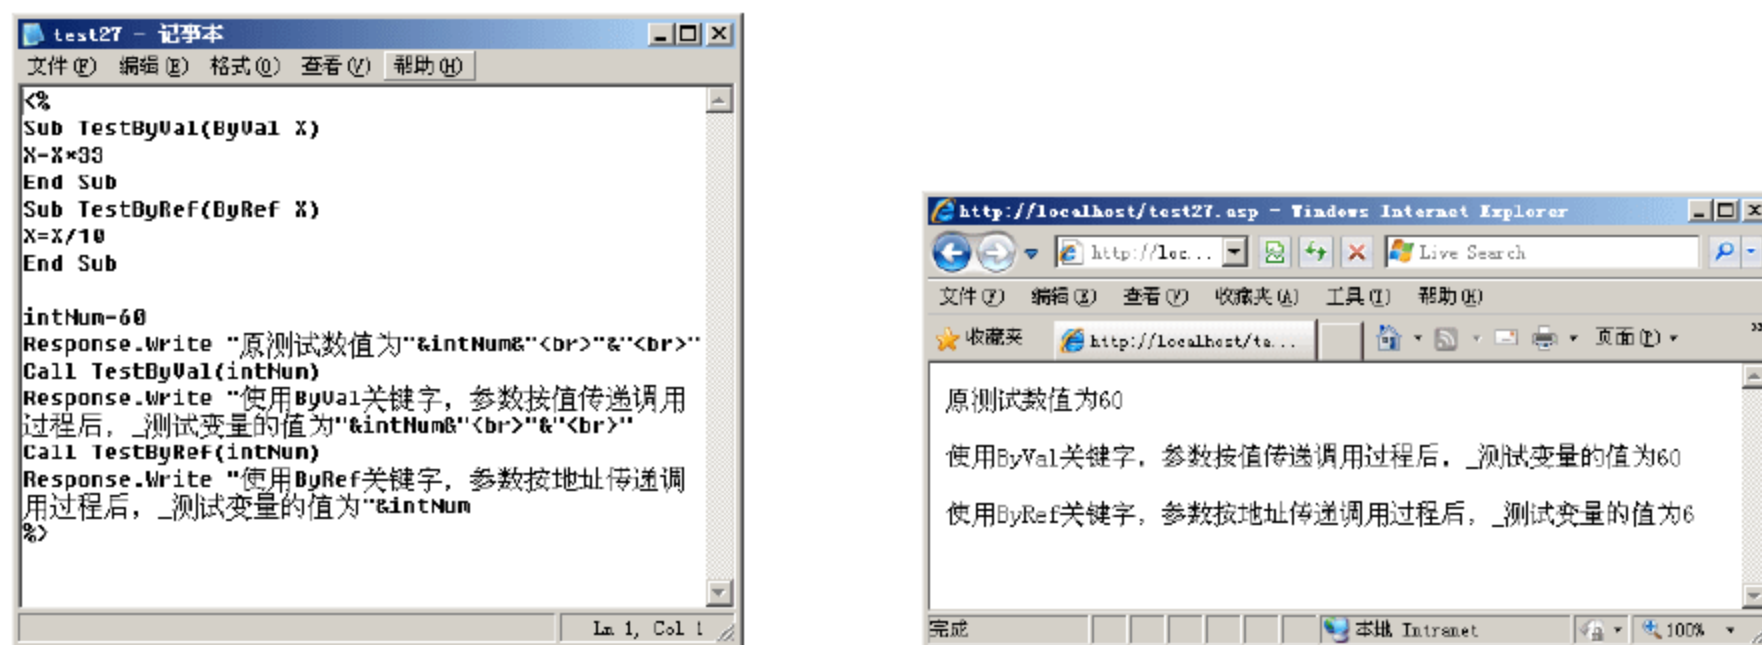 test27 - 记事本
文件(F) 编辑(E) 格式(O) 查看(V) 帮助(H)
<%
Sub TestByVal(ByVal X)
X=X*33
End Sub
Sub TestByRef(ByRef X)
X=X/10
End Sub
intNum=60
Response.Write "原测试数值为"&intNum&"<br>"&"<br>"
Call TestByVal(intNum)
Response.Write "使用ByVal关键字，参数按值传递调用
过程后，_测试变量的值为"&intNum&"<br>"&"<br>"
Call TestByRef(intNum)
Response.Write "使用ByRef关键字，参数按地址传递调
用过程后，_测试变量的值为"&intNum
%>
Ln 1, Col 1
http://localhost/test27.asp - Windows Internet Explorer
http://loc...
Live Search
文件(F) 编辑(E) 查看(V) 收藏夹(A) 工具(T) 帮助(H)
收藏夹 http://localhost/te... 页面(P)
原测试数值为60
使用ByVal关键字，参数按值传递调用过程后，_测试变量的值为60
使用ByRef关键字，参数按地址传递调用过程后，_测试变量的值为6
完成 本地 Intranet 100%